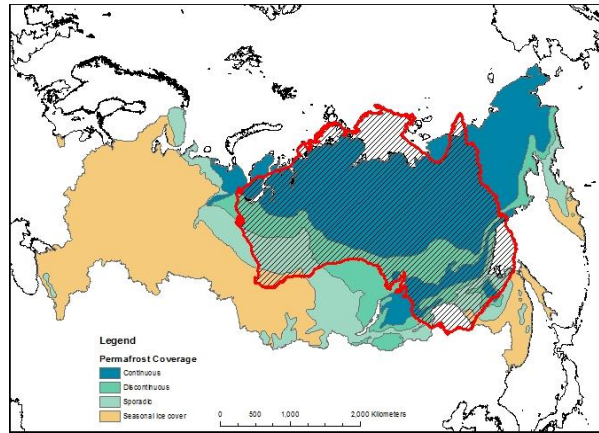 Legend
Permafrost Coverage
Continuous
Discontinuous
Sporadic
Seasonal ice cover
0 500 1,000 2,000 Kilometers